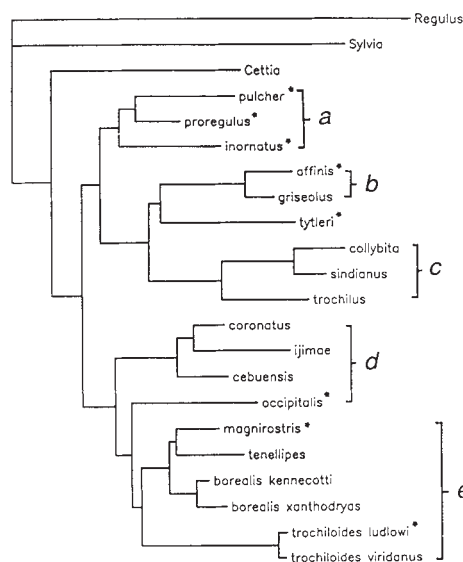 Regulus
Sylvia
Cettia
pulcher*
proregulus*
a
inornatus*
affinis*
b
griseolus
tytleri*
collybita
sindianus
c
trochilus
coronatus
ijimae
d
cebuensis
occipitalis*
magnirostris*
tenellipes
borealis kennecotti
e
borealis xanthodryas
trochiloides ludlowi*
trochiloides viridanus